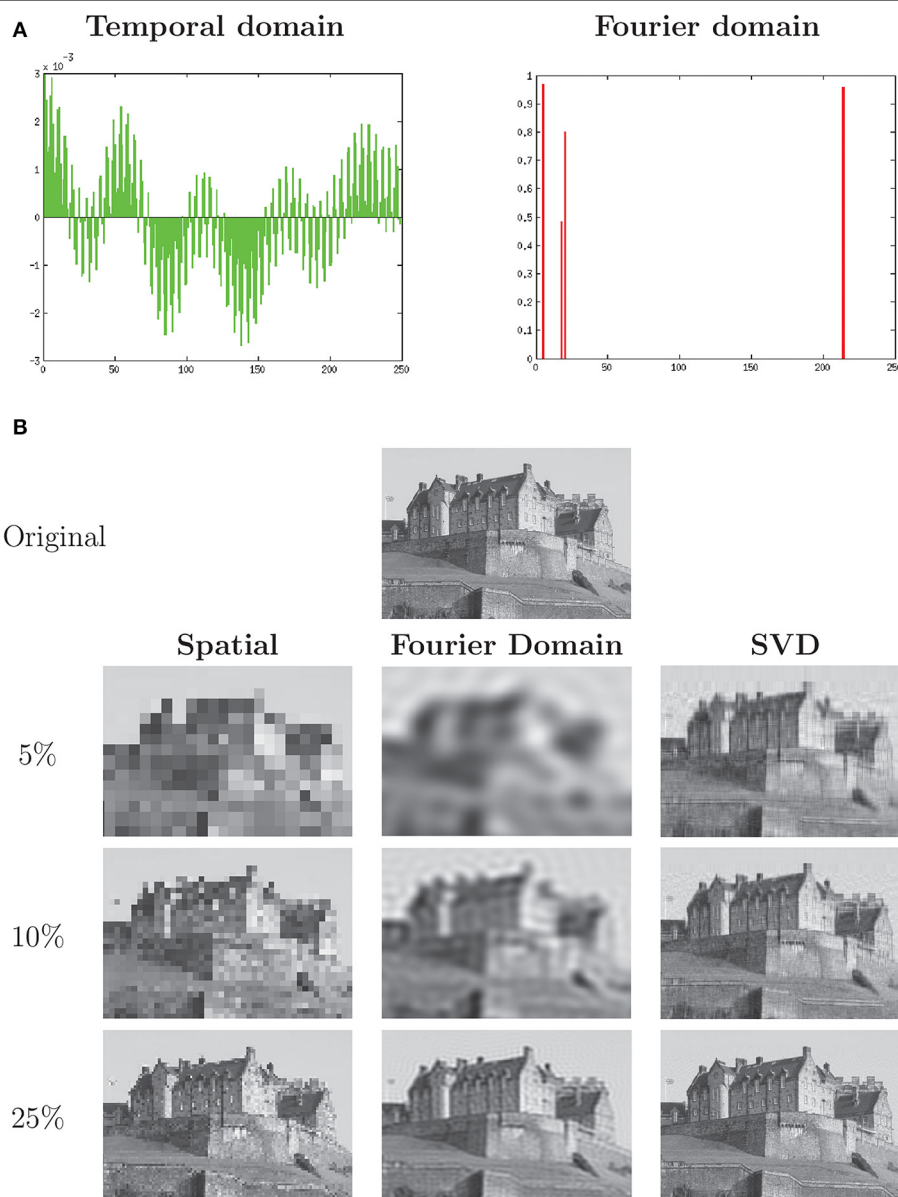 A
Temporal domain
Fourier domain
× 10⁻³
3
2
1
0
−1
−2
−3
0 50 100 150 200 250
1
0.9
0.8
0.7
0.6
0.5
0.4
0.3
0.2
0.1
0
0 50 100 150 200 250
B
Original
Spatial
Fourier Domain
SVD
5%
10%
25%